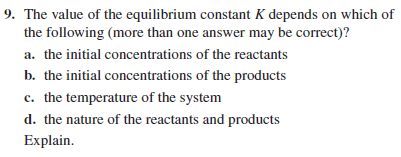 9. The value of the equilibrium constant K depends on which of
the following (more than one answer may be correct)?
a. the initial concentrations of the reactants
b. the initial concentrations of the products
c. the temperature of the system
d. the nature of the reactants and products
Explain.